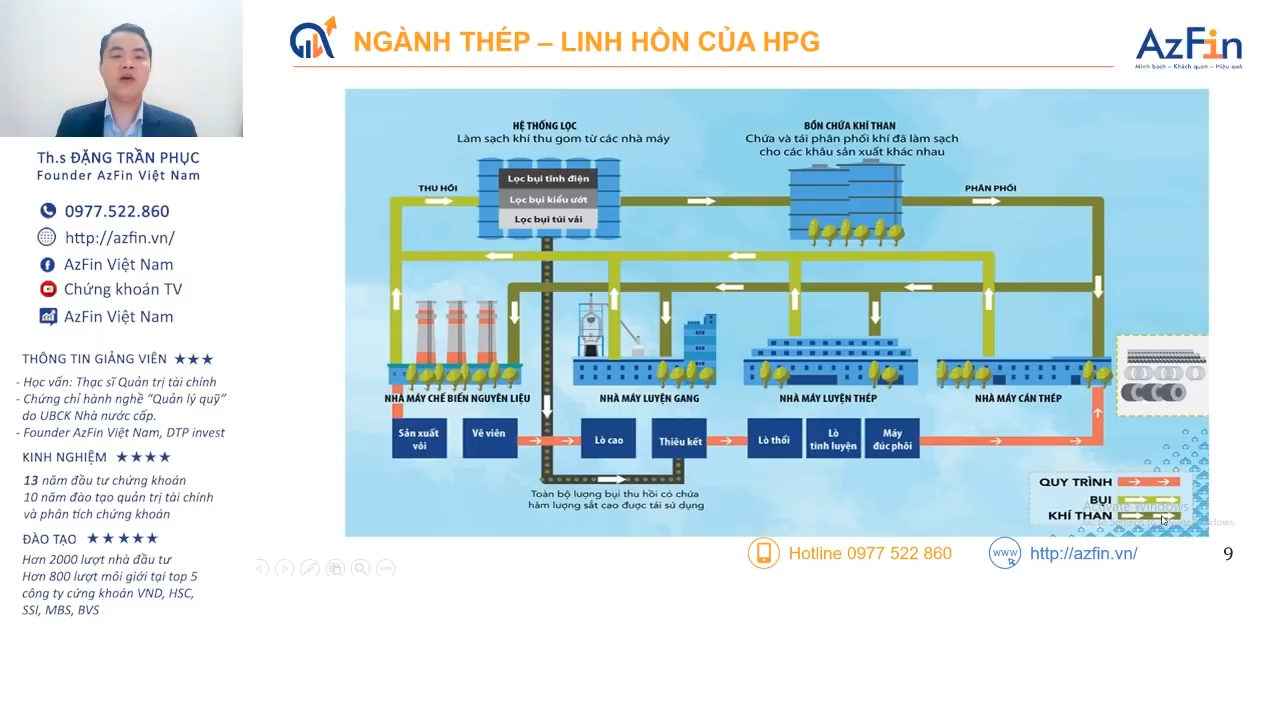 NGÀNH THÉP – LINH HỒN CỦA HPG
AzFin
Minh bạch – Khách quan – Hiệu quả
Th.s ĐẶNG TRẦN PHỤC
Founder AzFin Việt Nam
0977.522.860
http://azfin.vn/
AzFin Việt Nam
Chứng khoán TV
AzFin Việt Nam
THÔNG TIN GIẢNG VIÊN ★★★
- Học vấn: Thạc sĩ Quản trị tài chính
- Chứng chỉ hành nghề "Quản lý quỹ"
do UBCK Nhà nước cấp.
- Founder AzFin Việt Nam, DTP invest
KINH NGHIỆM ★★★★
13 năm đầu tư chứng khoán
10 năm đào tạo quản trị tài chính
và phân tích chứng khoán
ĐÀO TẠO ★★★★★
Hơn 2000 lượt nhà đầu tư
Hơn 800 lượt môi giới tại top 5
công ty cứng khoán VND, HSC,
SSI, MBS, BVS
HỆ THỐNG LỌC
Làm sạch khí thu gom từ các nhà máy
BỒN CHỨA KHÍ THAN
Chứa và tái phân phối khí đã làm sạch
cho các khâu sản xuất khác nhau
THU HỒI
Lọc bụi tĩnh điện
Lọc bụi kiểu ướt
Lọc bụi túi vải
PHÂN PHỐI
NHÀ MÁY CHẾ BIẾN NGUYÊN LIỆU
NHÀ MÁY LUYỆN GANG
NHÀ MÁY LUYỆN THÉP
NHÀ MÁY CÁN THÉP
Sản xuất
vôi
Vê viên
Lò cao
Thiêu kết
Lò thổi
Lò
tinh luyện
Máy
đúc phôi
Toàn bộ lượng bụi thu hồi có chứa
hàm lượng sắt cao được tái sử dụng
QUY TRÌNH
BỤI
KHÍ THAN
Activate Windows
Hotline 0977 522 860
www
http://azfin.vn/
9